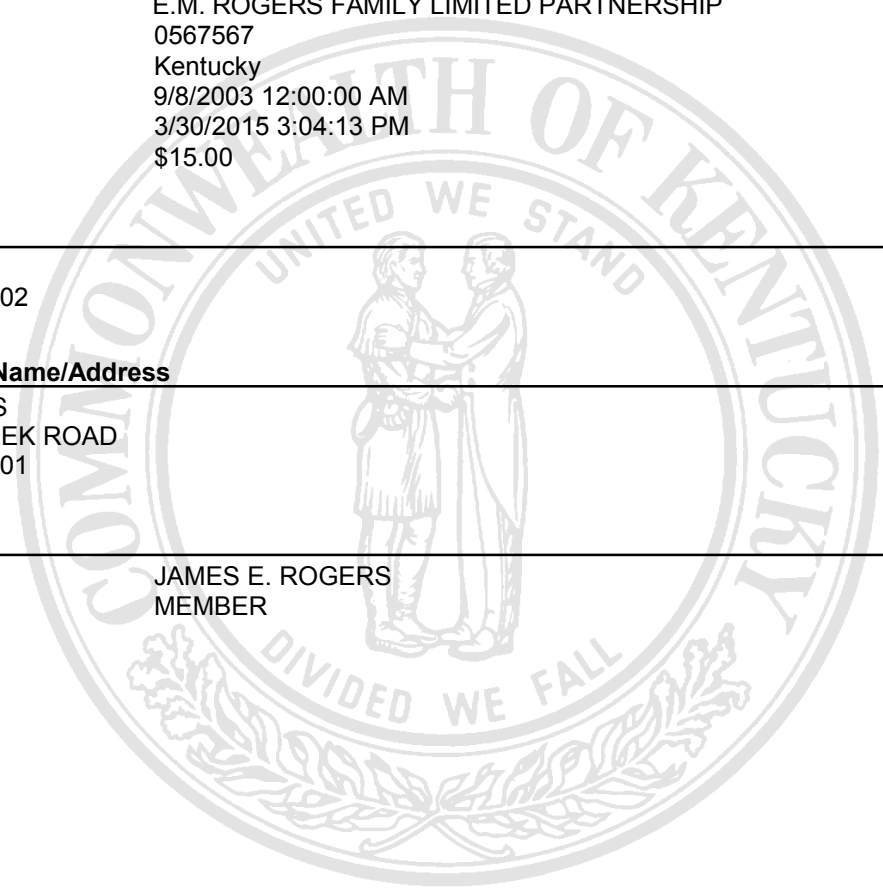 E.M. ROGERS FAMILY LIMITED PARTNERSHIP
0567567
Kentucky
9/8/2003 12:00:00 AM
3/30/2015 3:04:13 PM
$15.00
02
Name/Address
S
EK ROAD
01
JAMES E. ROGERS
MEMBER
COMMONWEALTH OF KENTUCKY
UNITED WE STAND
DIVIDED WE FALL